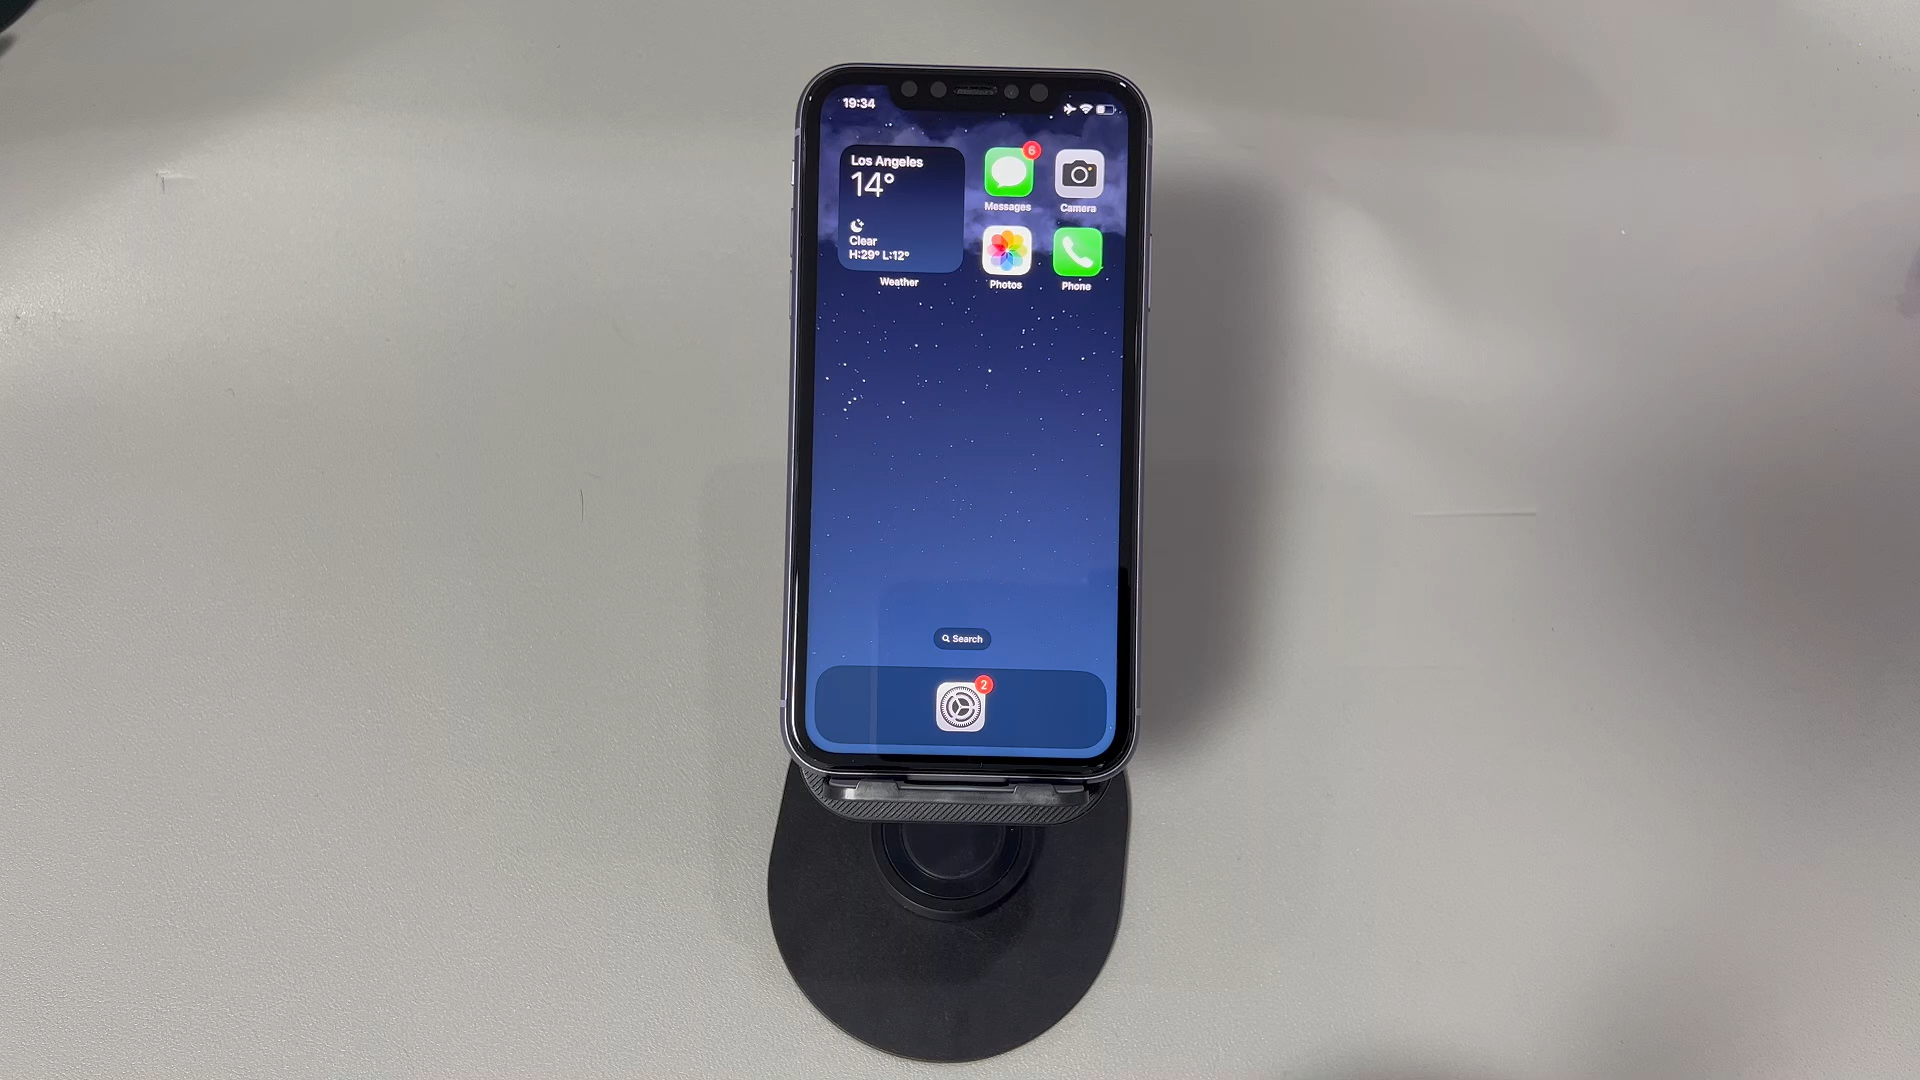 19:34
Los Angeles
14°
Clear
H:29° L:12°
Weather
6
Messages
Camera
Photos
Phone
Search
2